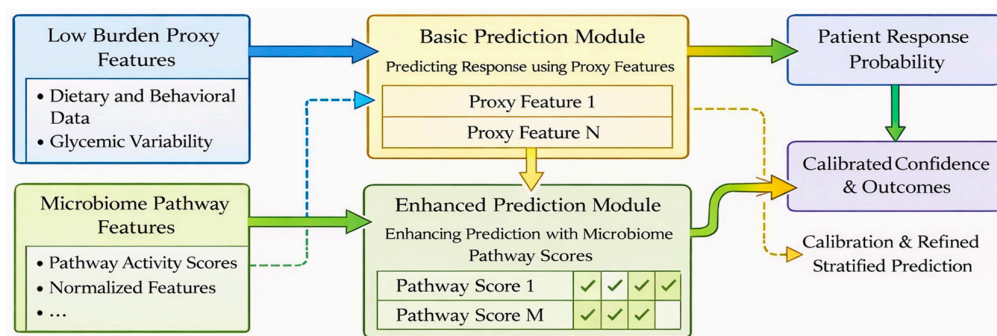 Low Burden Proxy
Features
• Dietary and Behavioral
Data
• Glycemic Variability
Microbiome Pathway
Features
• Pathway Activity Scores
• Normalized Features
• ...
Basic Prediction Module
Predicting Response using Proxy Features
Proxy Feature 1
Proxy Feature N
Enhanced Prediction Module
Enhancing Prediction with Microbiome
Pathway Scores
Pathway Score 1 ✓ ✓ ✓ ✓
Pathway Score M ✓ ✓ ✓
Patient Response
Probability
Calibrated Confidence
& Outcomes
Calibration & Refined
Stratified Prediction